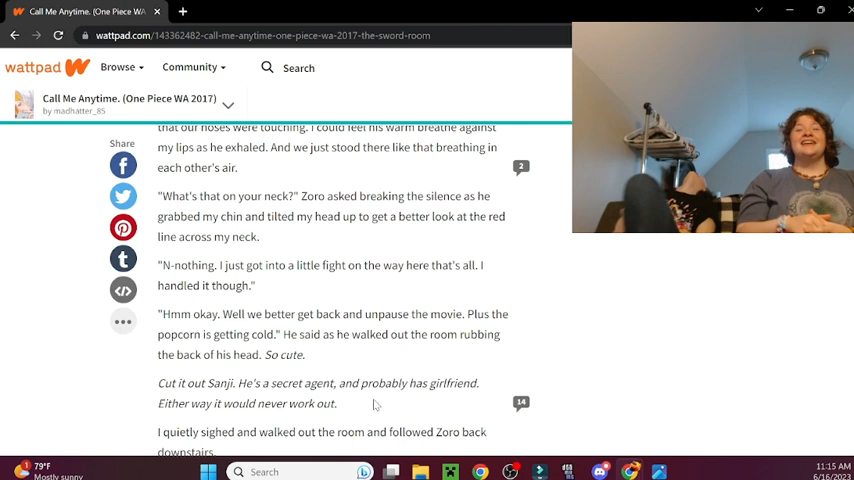 Call Me Anytime. (One Piece WA
wattpad.com/143362482-call-me-anytime-one-piece-wa-2017-the-sword-room
wattpad
Browse
Community
Search
Call Me Anytime. (One Piece WA 2017)
by madhatter_85
Share
that our noses were touching. I could feel his warm breathe against
my lips as he exhaled. And we just stood there like that breathing in
each other's air.
2
"What's that on your neck?" Zoro asked breaking the silence as he
grabbed my chin and tilted my head up to get a better look at the red
line across my neck.
"N-nothing. I just got into a little fight on the way here that's all. I
handled it though."
"Hmm okay. Well we better get back and unpause the movie. Plus the
popcorn is getting cold." He said as he walked out the room rubbing
the back of his head. So cute.
Cut it out Sanji. He's a secret agent, and probably has girlfriend.
Either way it would never work out.
14
I quietly sighed and walked out the room and followed Zoro back
downstairs.
1
79°F
Mostly sunny
Search
11:15 AM
6/16/2023